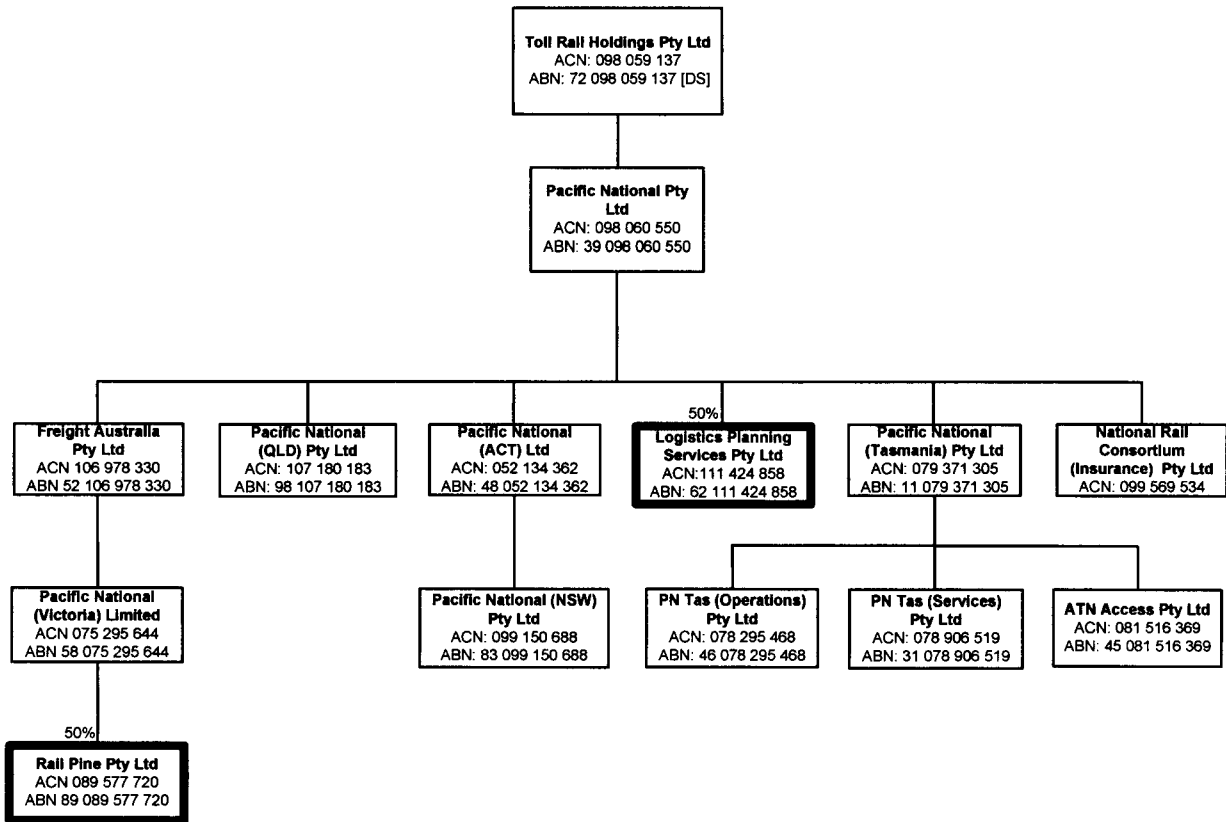 Toll Rail Holdings Pty Ltd
ACN: 098 059 137
ABN: 72 098 059 137 [DS]
Pacific National Pty
Ltd
ACN: 098 060 550
ABN: 39 098 060 550
Freight Australia
Pty Ltd
ACN 106 978 330
ABN 52 106 978 330
Pacific National
(QLD) Pty Ltd
ACN: 107 180 183
ABN: 98 107 180 183
Pacific National
(ACT) Ltd
ACN: 052 134 362
ABN: 48 052 134 362
50%
Logistics Planning
Services Pty Ltd
ACN:111 424 858
ABN: 62 111 424 858
Pacific National
(Tasmania) Pty Ltd
ACN: 079 371 305
ABN: 11 079 371 305
National Rail
Consortium
(Insurance) Pty Ltd
ACN: 099 569 534
Pacific National
(Victoria) Limited
ACN 075 295 644
ABN 58 075 295 644
Pacific National (NSW)
Pty Ltd
ACN: 099 150 688
ABN: 83 099 150 688
PN Tas (Operations)
Pty Ltd
ACN: 078 295 468
ABN: 46 078 295 468
PN Tas (Services)
Pty Ltd
ACN: 078 906 519
ABN: 31 078 906 519
ATN Access Pty Ltd
ACN: 081 516 369
ABN: 45 081 516 369
50%
Rail Pine Pty Ltd
ACN 089 577 720
ABN 89 089 577 720